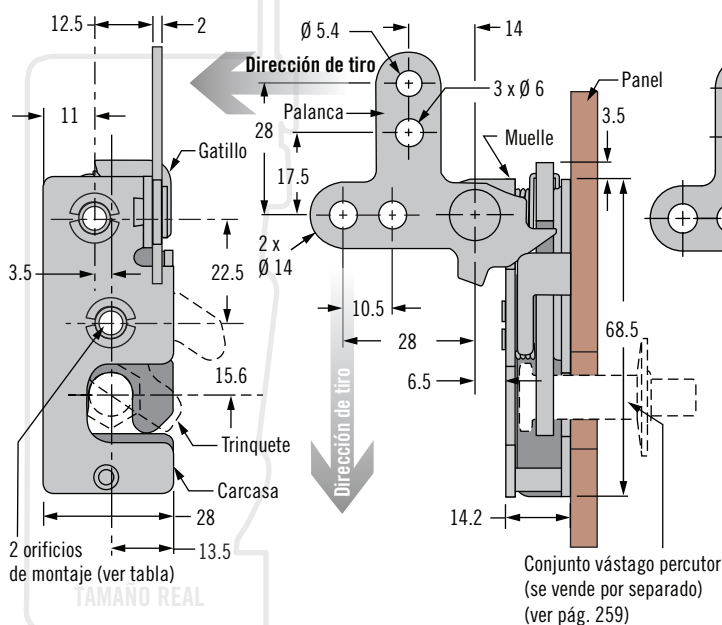 12.5
2
Ø 5.4
14
Dirección de tiro
3 x Ø 6
Panel
11
28
Palanca
3.5
Gatillo
Muelle
17.5
2 x
Ø 14
3.5
22.5
10.5
28
68.5
6.5
15.6
Dirección de tiro
Trinquete
Carcasa
28
14.2
13.5
2 orificios
de montaje (ver tabla)
TAMAÑO REAL
Conjunto vástago percutor
(se vende por separado)
(ver pág. 259)